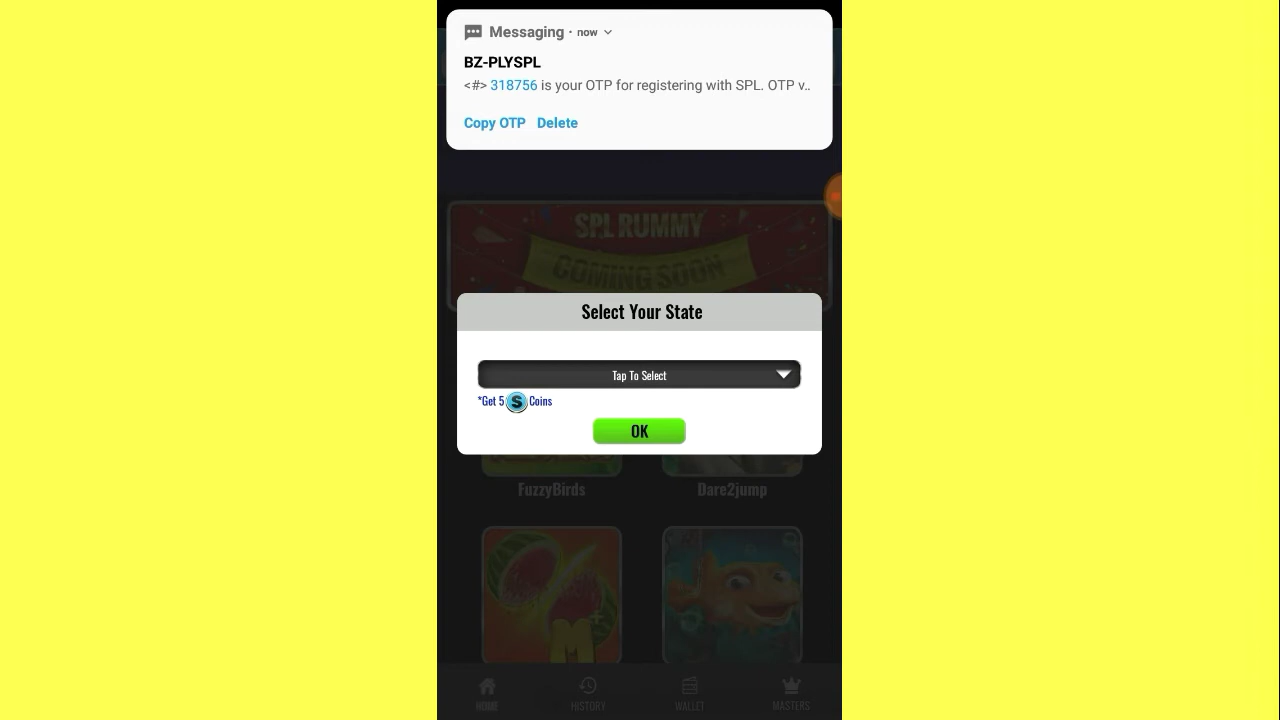 Messaging · now
BZ-PLYSPL
<#> 318756 is your OTP for registering with SPL. OTP v..
Copy OTP Delete
SPL RUMMY
COMING SOON
Select Your State
Tap To Select
*Get 5 S Coins
OK
FuzzyBirds Dare2jump
M
HOME HISTORY WALLET MASTERS